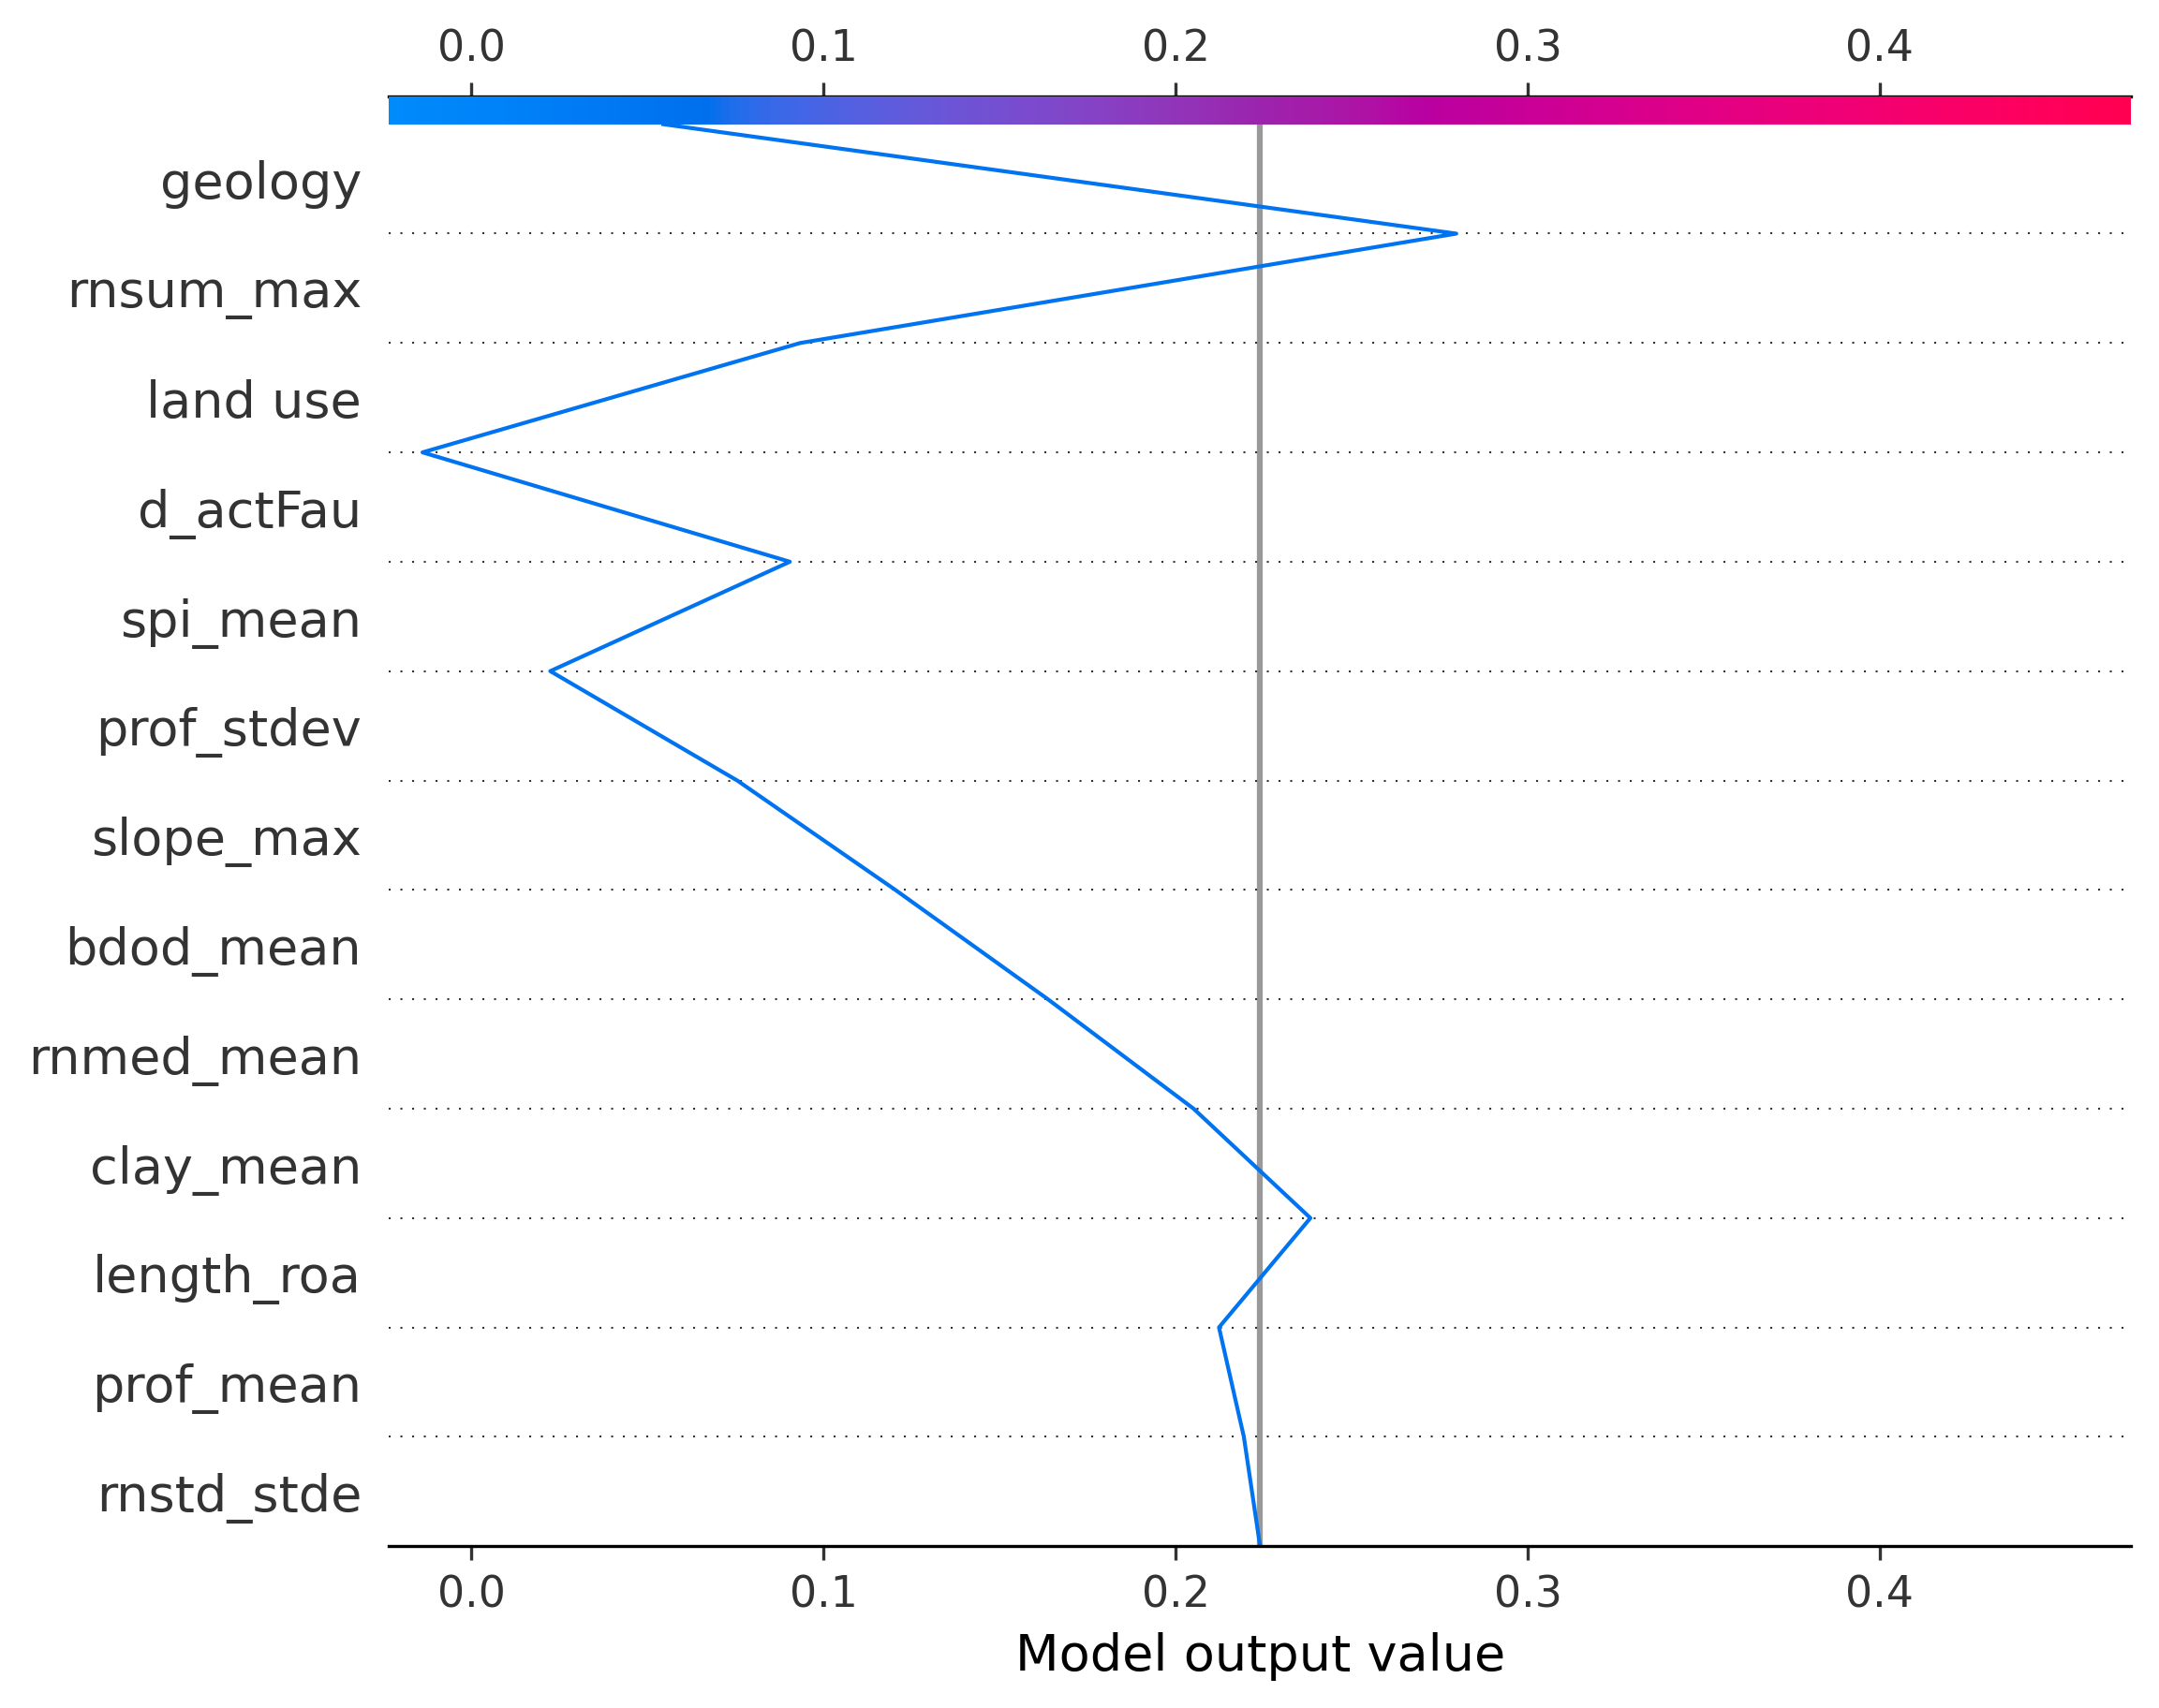 0.0 0.1 0.2 0.3 0.4
geology
rnsum_max
land use
d_actFau
spi_mean
prof_stdev
slope_max
bdod_mean
rnmed_mean
clay_mean
length_roa
prof_mean
rnstd_stde
0.0 0.1 0.2 0.3 0.4
Model output value